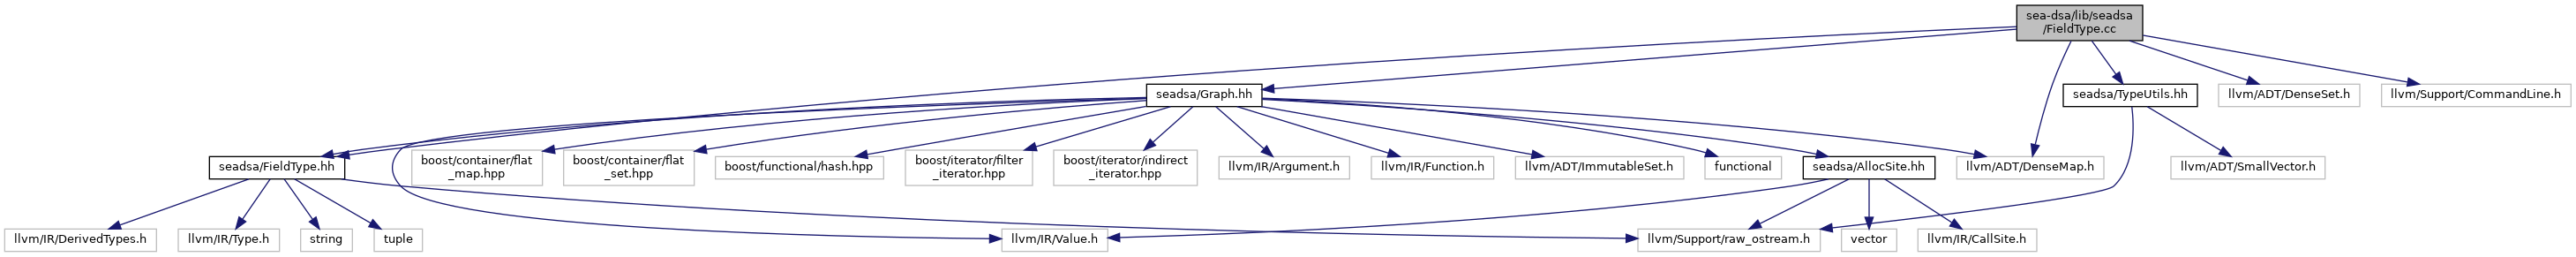 sea-dsa/lib/seadsa
/FieldType.cc
seadsa/Graph.hh
seadsa/TypeUtils.hh
llvm/ADT/DenseSet.h
llvm/Support/CommandLine.h
seadsa/FieldType.hh
boost/container/flat
_map.hpp
boost/container/flat
_set.hpp
boost/functional/hash.hpp
boost/iterator/filter
_iterator.hpp
boost/iterator/indirect
_iterator.hpp
llvm/IR/Argument.h
llvm/IR/Function.h
llvm/ADT/ImmutableSet.h
functional
seadsa/AllocSite.hh
llvm/ADT/DenseMap.h
llvm/ADT/SmallVector.h
llvm/IR/DerivedTypes.h
llvm/IR/Type.h
string
tuple
llvm/IR/Value.h
llvm/Support/raw_ostream.h
vector
llvm/IR/CallSite.h